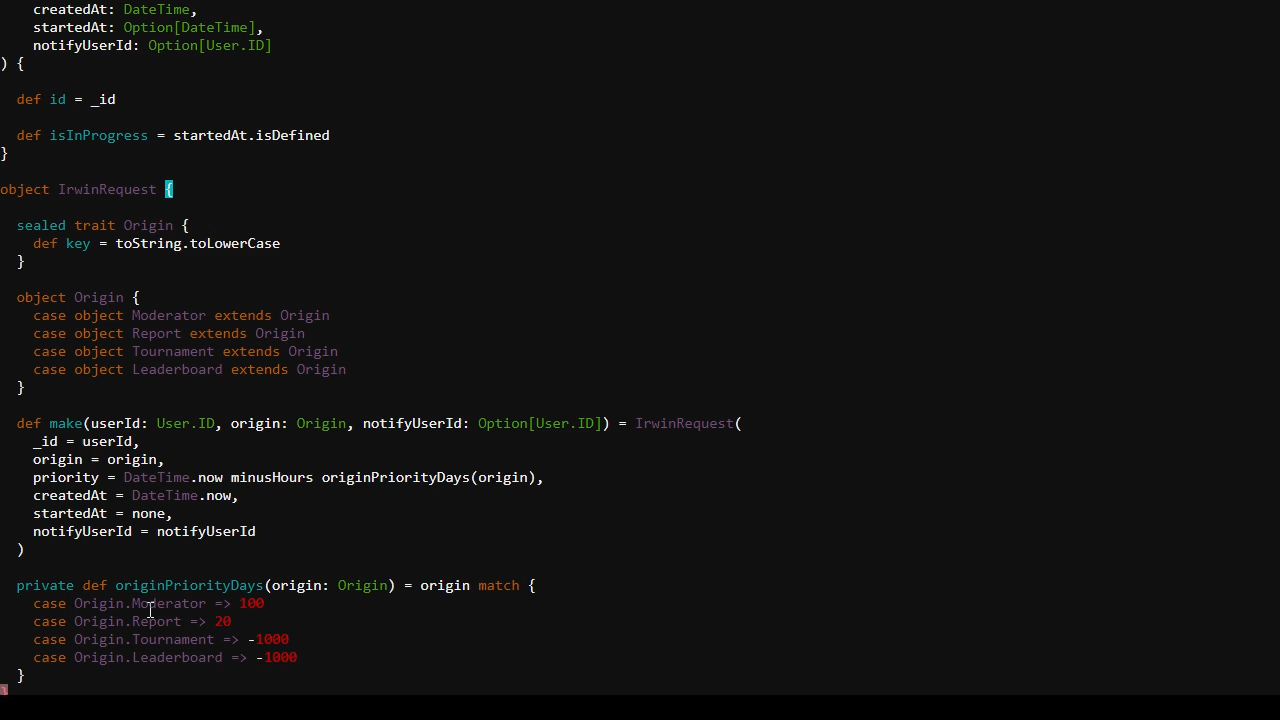 createdAt: DateTime,
startedAt: Option[DateTime],
notifyUserId: Option[User.ID]
) {
def id = _id
def isInProgress = startedAt.isDefined
}
object IrwinRequest {
sealed trait Origin {
def key = toString.toLowerCase
}
object Origin {
case object Moderator extends Origin
case object Report extends Origin
case object Tournament extends Origin
case object Leaderboard extends Origin
}
def make(userId: User.ID, origin: Origin, notifyUserId: Option[User.ID]) = IrwinRequest(
_id = userId,
origin = origin,
priority = DateTime.now minusHours originPriorityDays(origin),
createdAt = DateTime.now,
startedAt = none,
notifyUserId = notifyUserId
)
private def originPriorityDays(origin: Origin) = origin match {
case Origin.Moderator => 100
case Origin.Report => 20
case Origin.Tournament => -1000
case Origin.Leaderboard => -1000
}
}